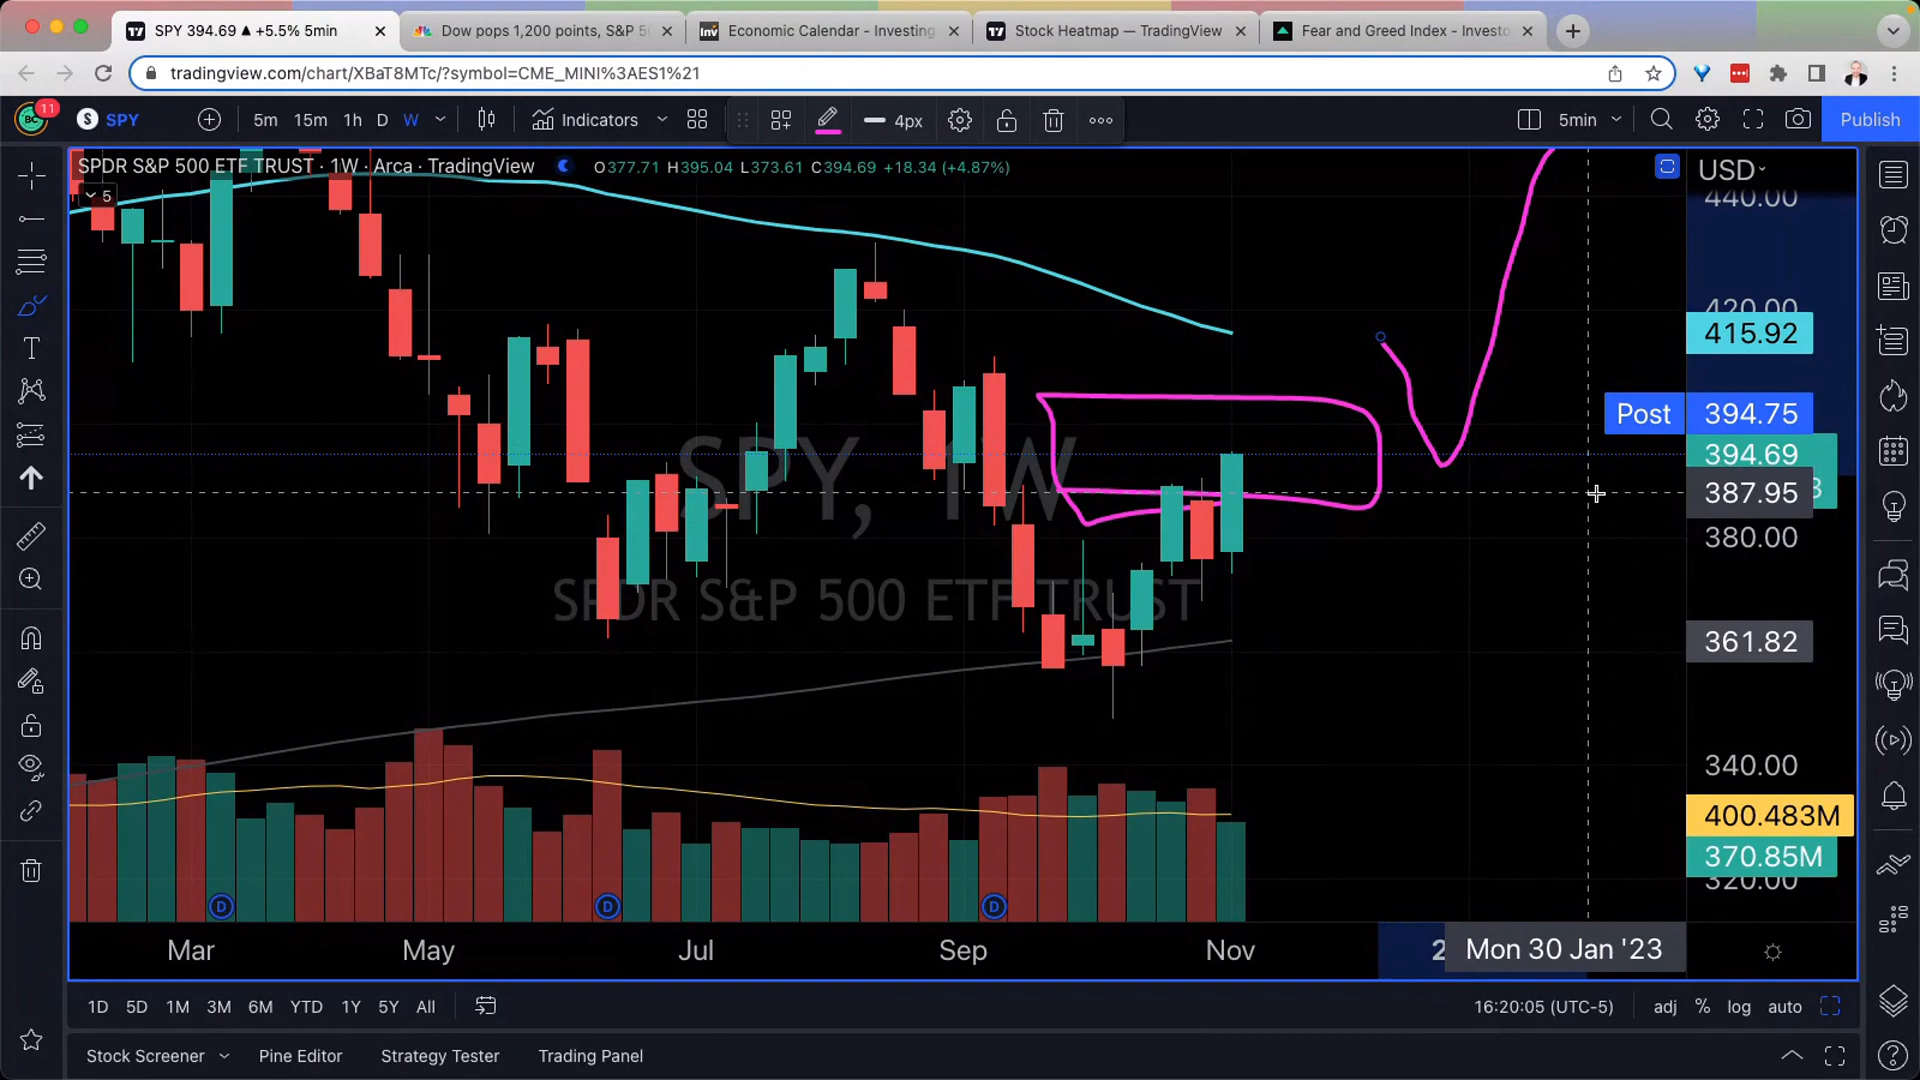 SPY 394.69 ▲ +5.5% 5min
Dow pops 1,200 points, S&P 50
Economic Calendar - Investing
Stock Heatmap — TradingView
Fear and Greed Index - Investo
tradingview.com/chart/XBaT8MTc/?symbol=CME_MINI%3AES1%21
11
SPY
5m 15m 1h D W
Indicators
4px
5min
Publish
SPDR S&P 500 ETF TRUST · 1W · Arca · TradingView
O377.71 H395.04 L373.61 C394.69 +18.34 (+4.87%)
5
USD
440.00
420.00
415.92
Post 394.75
394.69
387.95
380.00
361.82
340.00
400.483M
370.85M
320.00
SPY, 1W
SPDR S&P 500 ETF TRUST
D D D
Mar May Jul Sep Nov
Mon 30 Jan '23
1D 5D 1M 3M 6M YTD 1Y 5Y All
16:20:05 (UTC-5) adj % log auto
Stock Screener Pine Editor Strategy Tester Trading Panel